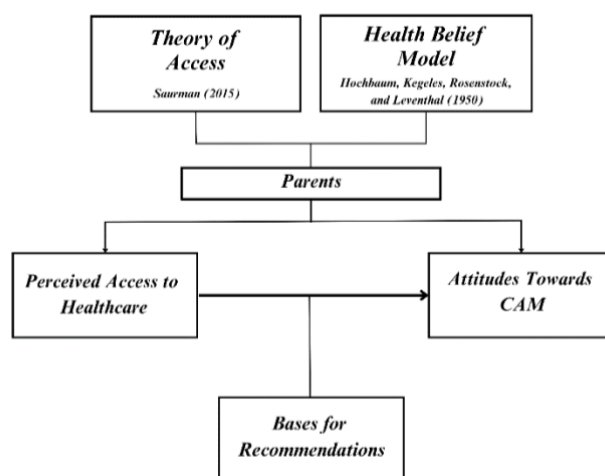 Theory of
Access
Saurman (2015)
Health Belief
Model
Hochbaum, Kegeles, Rosenstock,
and Leventhal (1950)
Parents
Perceived Access to
Healthcare
Attitudes Towards
CAM
Bases for
Recommendations